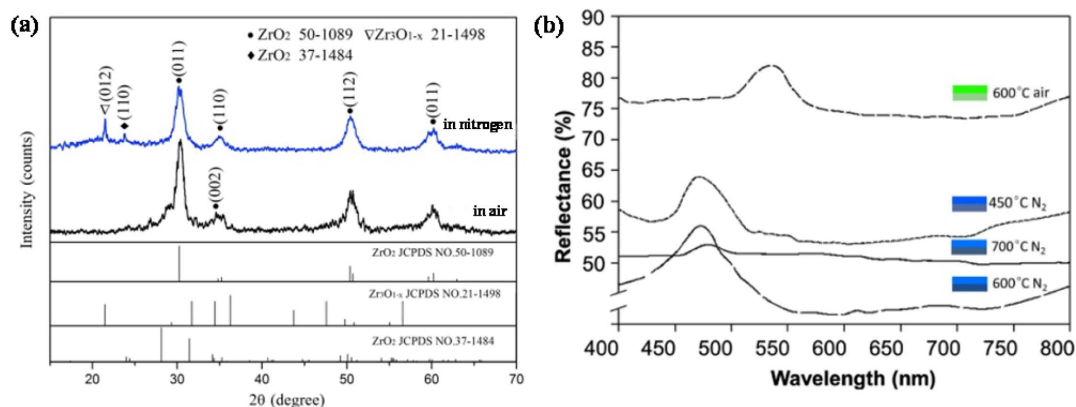 (a)
● ZrO2 50-1089 ∇Zr3O1-x 21-1498
◆ ZrO2 37-1484
∇ (012)
◆ (110)
● (011)
● (110)
● (112)
● (011)
in nitrogen
● (002)
in air
ZrO2 JCPDS NO.50-1089
Zr3O1-x JCPDS NO.21-1498
ZrO2 JCPDS NO.37-1484
Intensity (counts)
20 30 40 50 60 70
2θ (degree)
(b)
90
85
80
75
70
65
60
55
50
Reflectance (%)
600°C air
450°C N2
700°C N2
600°C N2
400 450 500 550 600 650 700 750 800
Wavelength (nm)